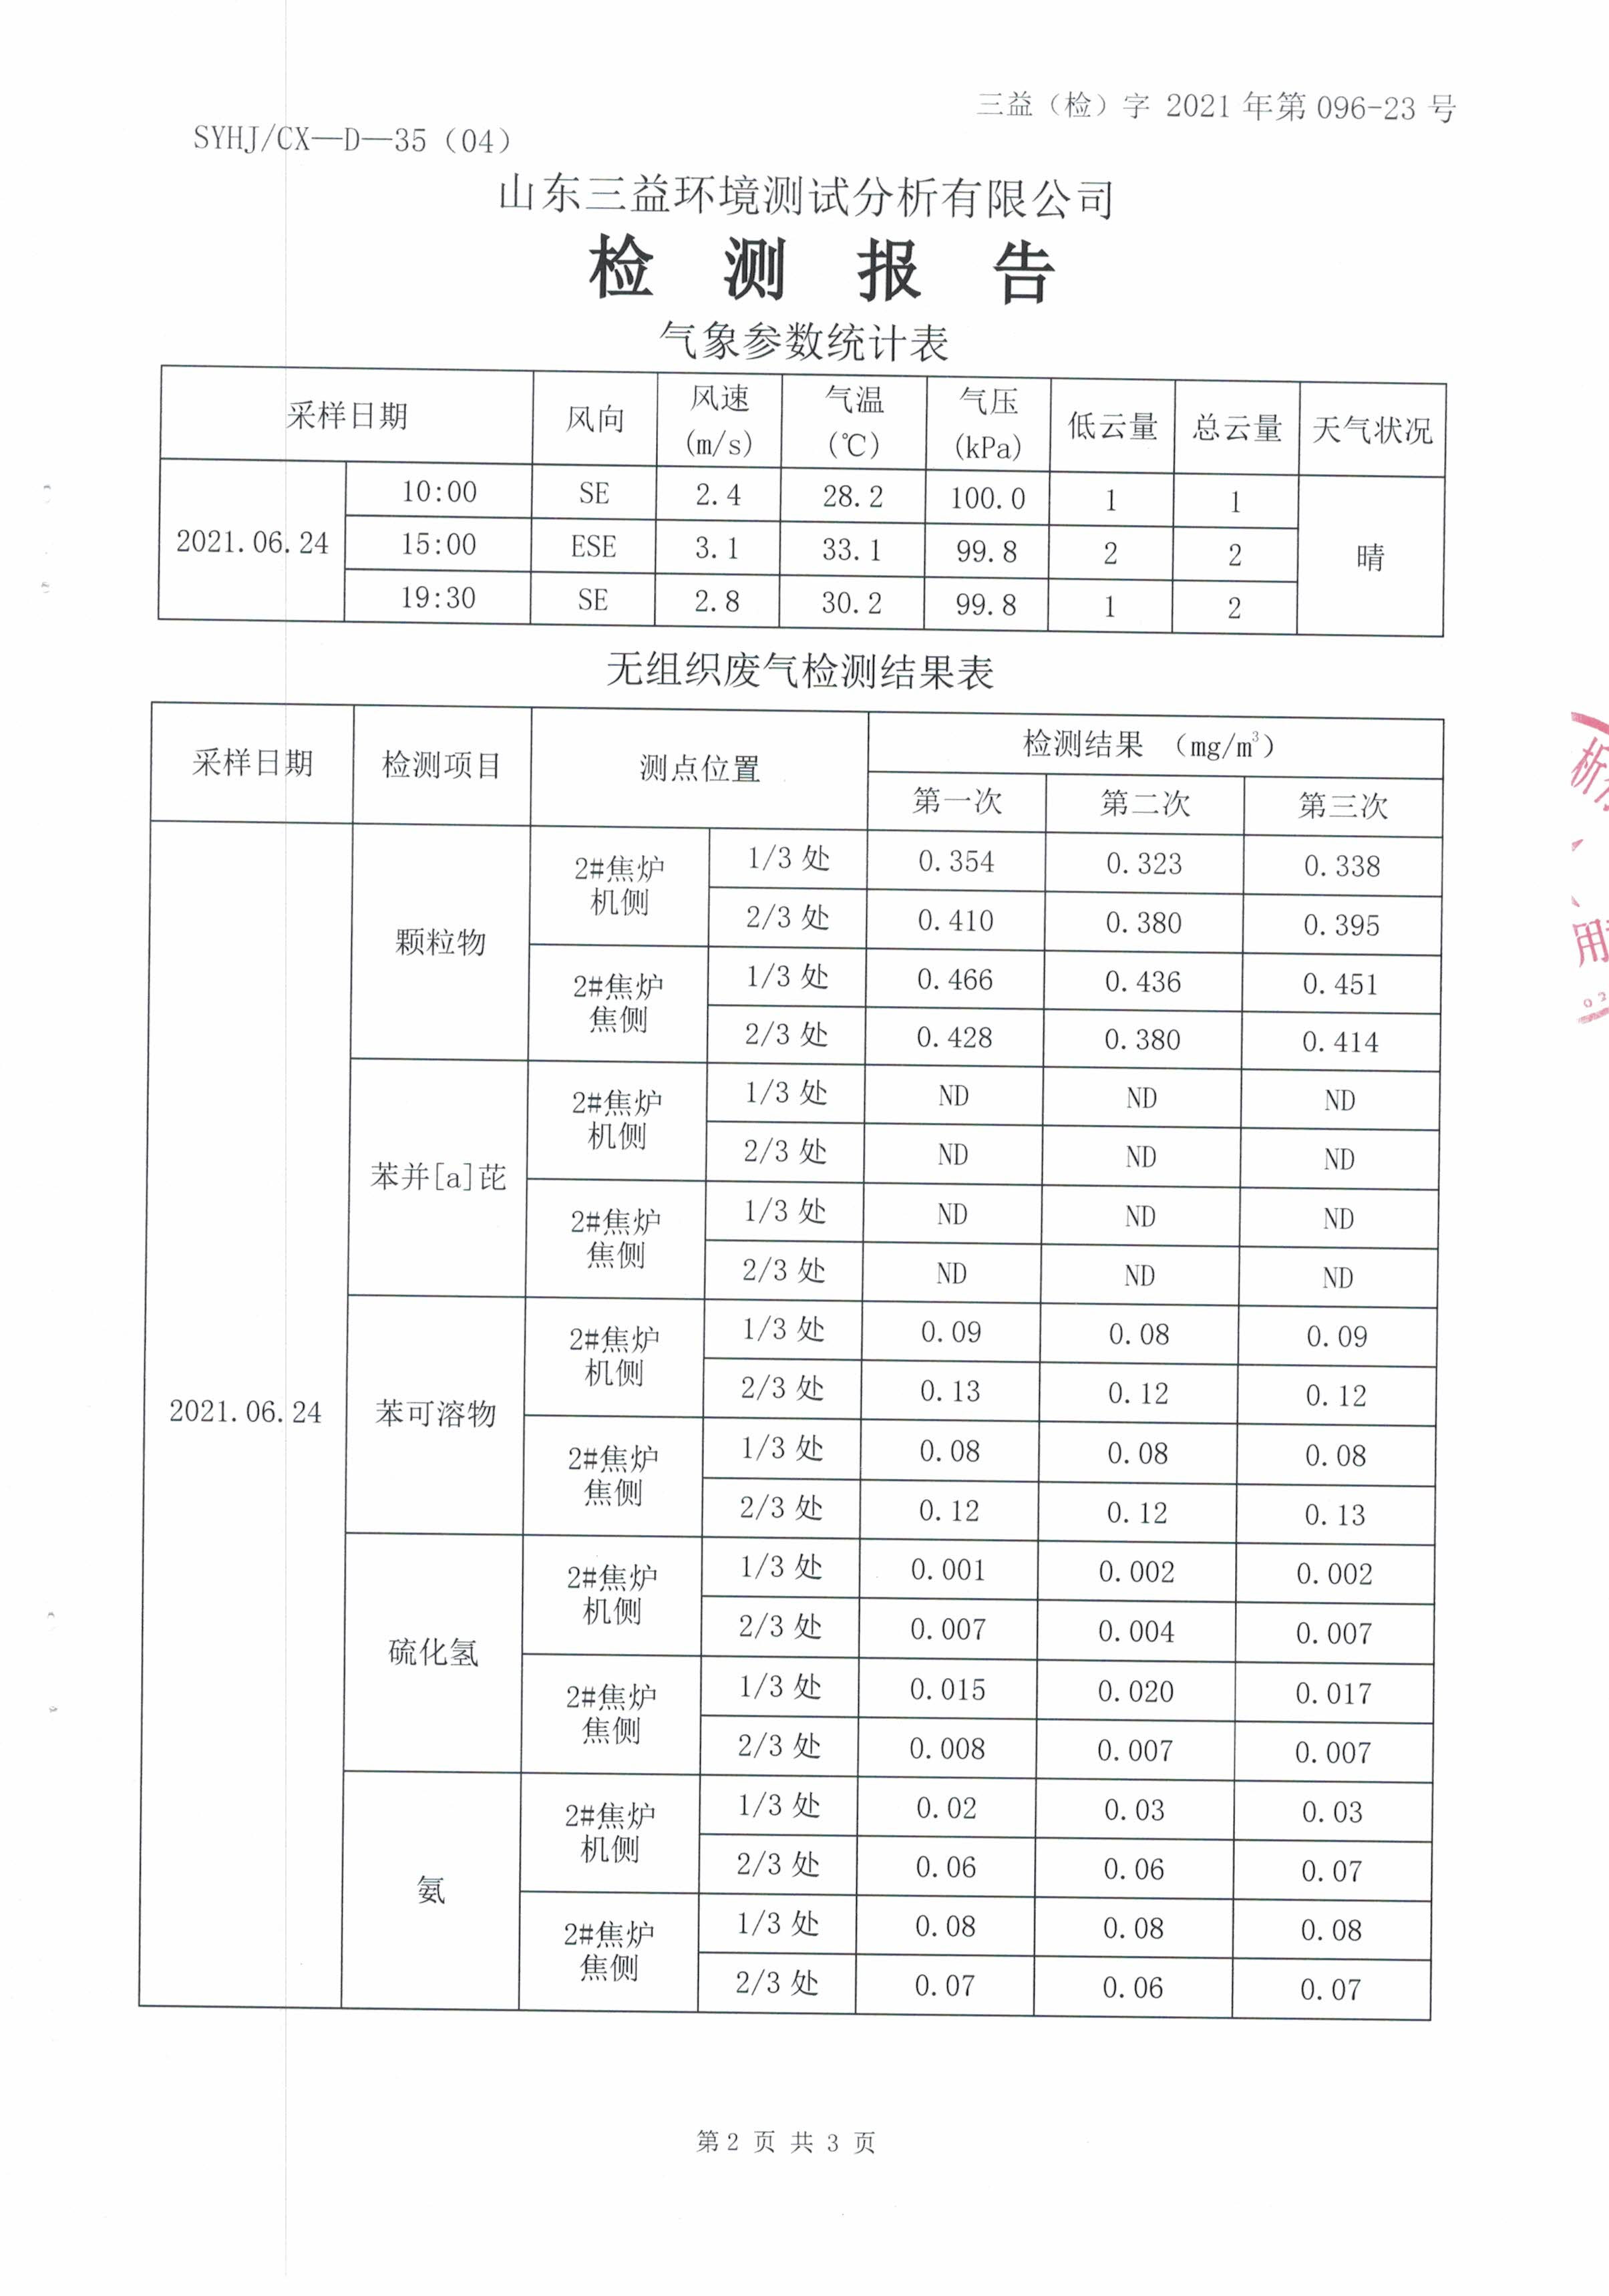 三益（检）字 2021 年第 096-23 号
SYHJ/CX—D—35（04）
山东三益环境测试分析有限公司
检 测 报 告
气象参数统计表
采样日期 风向 风速 (m/s) 气温 (℃) 气压 (kPa) 低云量 总云量 天气状况
2021.06.24 10:00 SE 2.4 28.2 100.0 1 1 晴
15:00 ESE 3.1 33.1 99.8 2 2
19:30 SE 2.8 30.2 99.8 1 2
无组织废气检测结果表
采样日期 检测项目 测点位置 检测结果 （mg/m³）
第一次 第二次 第三次
2021.06.24 颗粒物 2#焦炉机侧 1/3 处 0.354 0.323 0.338
2/3 处 0.410 0.380 0.395
2#焦炉焦侧 1/3 处 0.466 0.436 0.451
2/3 处 0.428 0.380 0.414
苯并[a]芘 2#焦炉机侧 1/3 处 ND ND ND
2/3 处 ND ND ND
2#焦炉焦侧 1/3 处 ND ND ND
2/3 处 ND ND ND
苯可溶物 2#焦炉机侧 1/3 处 0.09 0.08 0.09
2/3 处 0.13 0.12 0.12
2#焦炉焦侧 1/3 处 0.08 0.08 0.08
2/3 处 0.12 0.12 0.13
硫化氢 2#焦炉机侧 1/3 处 0.001 0.002 0.002
2/3 处 0.007 0.004 0.007
2#焦炉焦侧 1/3 处 0.015 0.020 0.017
2/3 处 0.008 0.007 0.007
氨 2#焦炉机侧 1/3 处 0.02 0.03 0.03
2/3 处 0.06 0.06 0.07
2#焦炉焦侧 1/3 处 0.08 0.08 0.08
2/3 处 0.07 0.06 0.07
析
用
02
第 2 页 共 3 页